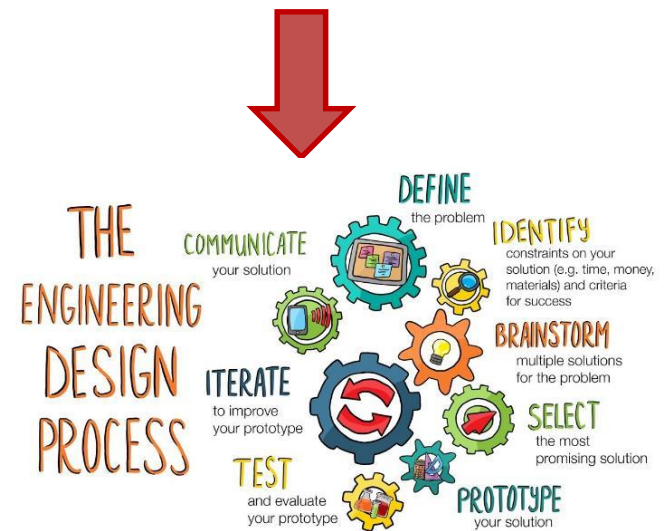 THE
ENGINEERING
DESIGN
PROCESS
DEFINE
the problem
IDENTIFY
constraints on your
solution (e.g. time, money,
materials) and criteria
for success
BRAINSTORM
multiple solutions
for the problem
SELECT
the most
promising solution
PROTOTYPE
your solution
TEST
and evaluate
your prototype
ITERATE
to improve
your prototype
COMMUNICATE
your solution